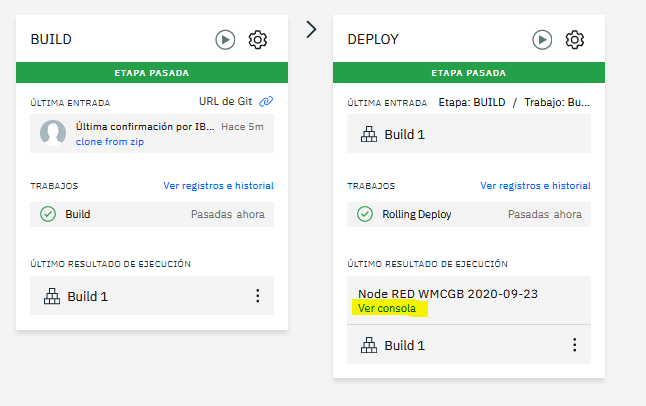 BUILD
ETAPA PASADA
ÚLTIMA ENTRADA URL de Git
Última confirmación por IB... Hace 5m
clone from zip
TRABAJOS Ver registros e historial
Build Pasadas ahora
ÚLTIMO RESULTADO DE EJECUCIÓN
Build 1
DEPLOY
ETAPA PASADA
ÚLTIMA ENTRADA Etapa: BUILD / Trabajo: Bu...
Build 1
TRABAJOS Ver registros e historial
Rolling Deploy Pasadas ahora
ÚLTIMO RESULTADO DE EJECUCIÓN
Node RED WMCGB 2020-09-23
Ver consola
Build 1